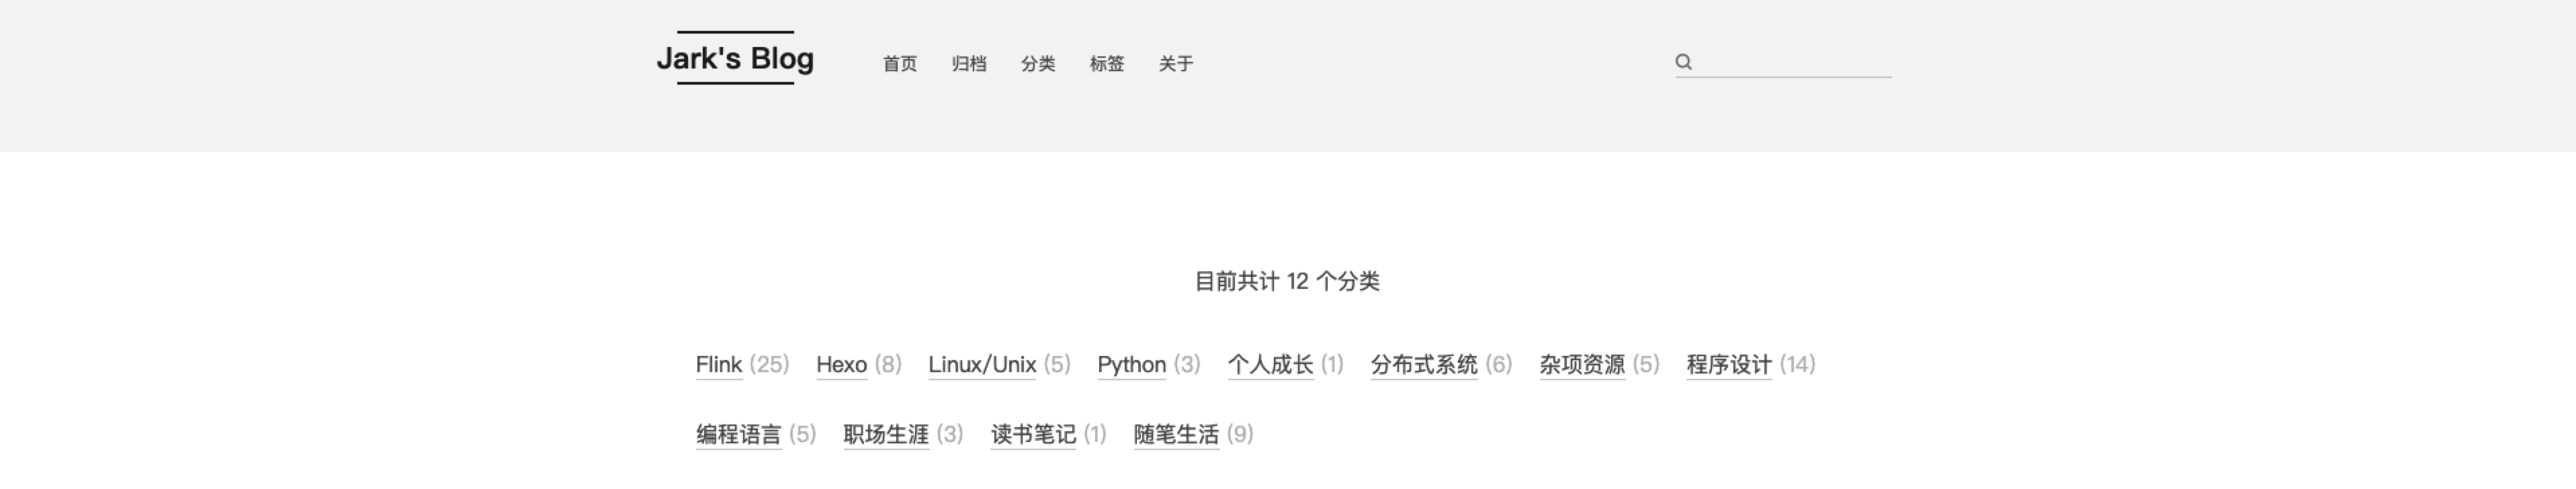 Jark's Blog 首页 归档 分类 标签 关于
目前共计 12 个分类
Flink (25) Hexo (8) Linux/Unix (5) Python (3) 个人成长 (1) 分布式系统 (6) 杂项资源 (5) 程序设计 (14)
编程语言 (5) 职场生涯 (3) 读书笔记 (1) 随笔生活 (9)